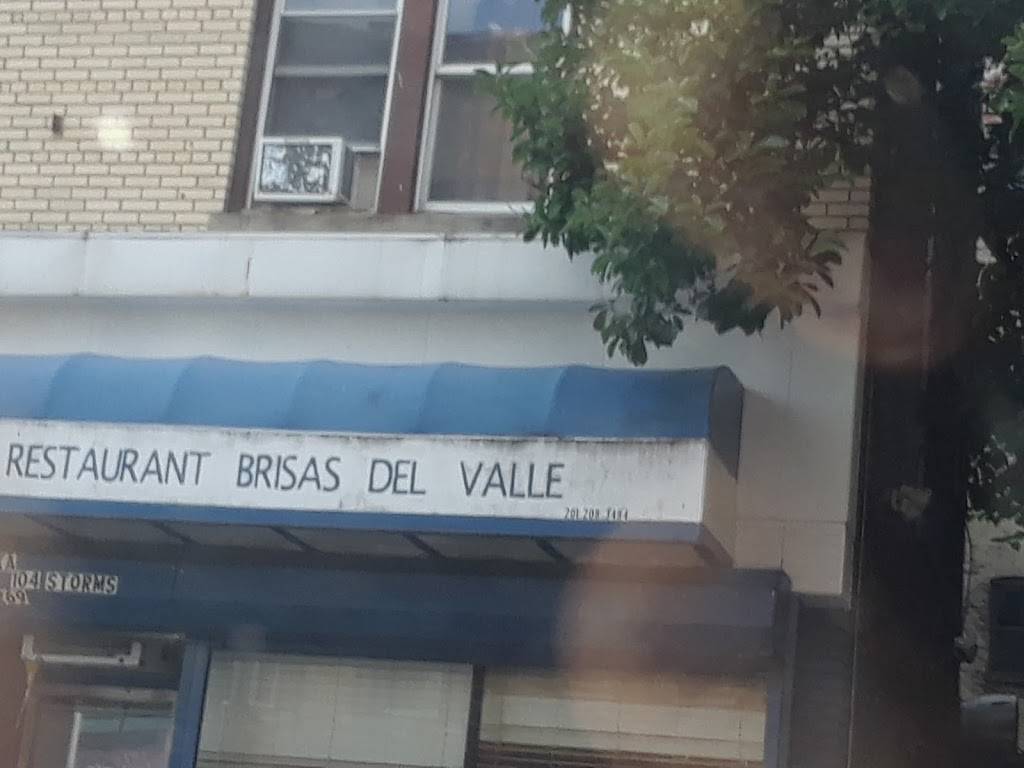 RESTAURANT BRISAS DEL VALLE
104 STORMS